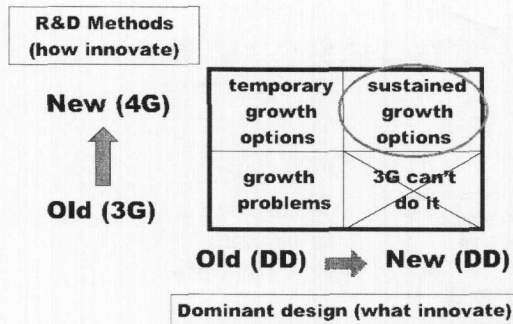 R&D Methods
(how innovate)
New (4G)
Old (3G)
temporary
growth
options
sustained
growth
options
growth
problems
3G can't
do it
Old (DD)
New (DD)
Dominant design (what innovate)